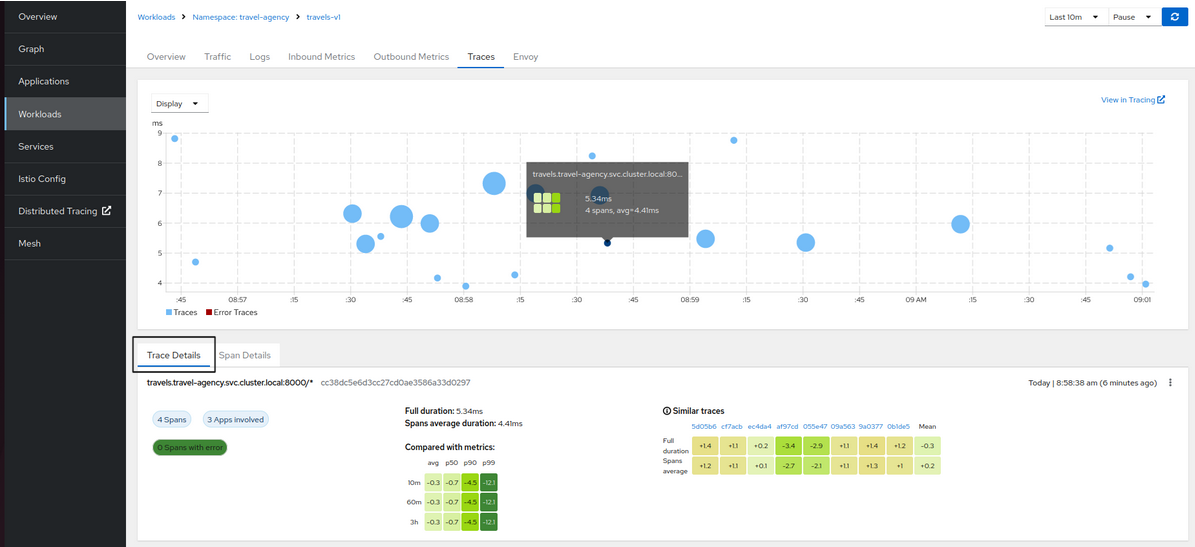 Overview
Graph
Applications
Workloads
Services
Istio Config
Distributed Tracing
Mesh
Workloads > Namespace: travel-agency > travels-v1
Last 10m Pause
Overview Traffic Logs Inbound Metrics Outbound Metrics Traces Envoy
Display
View in Tracing
ms
9
8
7
6
5
4
travels.travel-agency.svc.cluster.local:80...
5.34ms
4 spans, avg=4.41ms
:45 08:57 :15 :30 :45 08:58 :15 :30 :45 08:59 :15 :30 :45 09 AM :15 :30 :45 09:01
Traces Error Traces
Trace Details Span Details
travels.travel-agency.svc.cluster.local:8000/* cc38dc5e6d3cc27cd0ae3586a33d0297
Today | 8:58:38 am (6 minutes ago)
4 Spans 3 Apps involved
0 Spans with error
Full duration: 5.34ms
Spans average duration: 4.41ms
Compared with metrics:
avg p50 p90 p99
10m -0.3 -0.7 -4.5 -12.1
60m -0.3 -0.7 -4.5 -12.1
3h -0.3 -0.7 -4.5 -12.1
Similar traces
5d05b6 cf7acb ec4da4 af97cd 055e47 09a563 9a0377 0b1de5 Mean
Full duration +1.4 +1.1 +0.2 -3.4 -2.9 +1.1 +1.4 +1.2 -0.3
Spans average +1.2 +1.1 +0.1 -2.7 -2.1 +1.1 +1.3 +1 +0.2